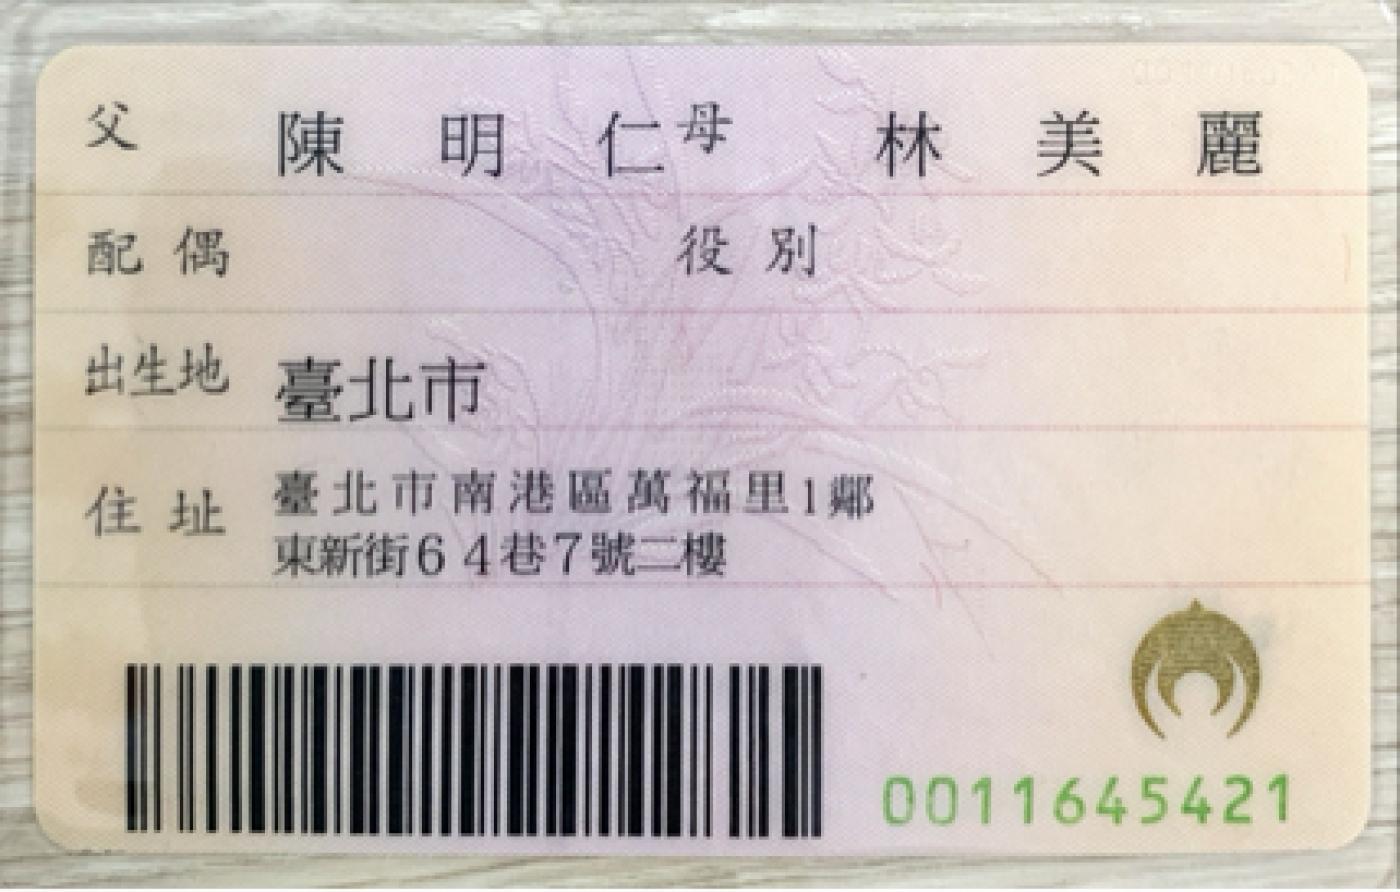 父 陳明仁 母 林美麗
配偶 役別
出生地 臺北市
住址 臺北市南港區萬福里1鄰
東新街64巷7號二樓
0011645421